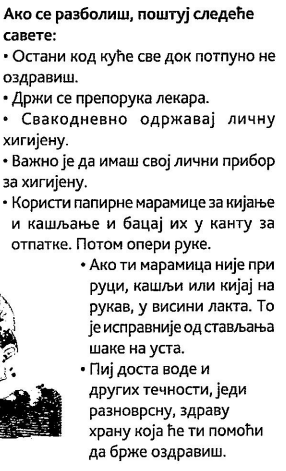 Ако се разболиш, поштуј следеће
савете:
• Остани код куће све док потпуно не
оздравиш.
• Држи се препорука лекара.
• Свакодневно одржавај личну
хигијену.
• Важно је да имаш свој лични прибор
за хигијену.
• Користи папирне марамице за кијање
и кашљање и бацај их у канту за
отпатке. Потом опери руке.
• Ако ти марамица није при
руци, кашљи или кијај на
рукав, у висини лакта. То
је исправније од стављања
шаке на уста.
• Пиј доста воде и
других течности, једи
разноврсну, здраву
храну која ће ти помоћи
да брже оздравиш.